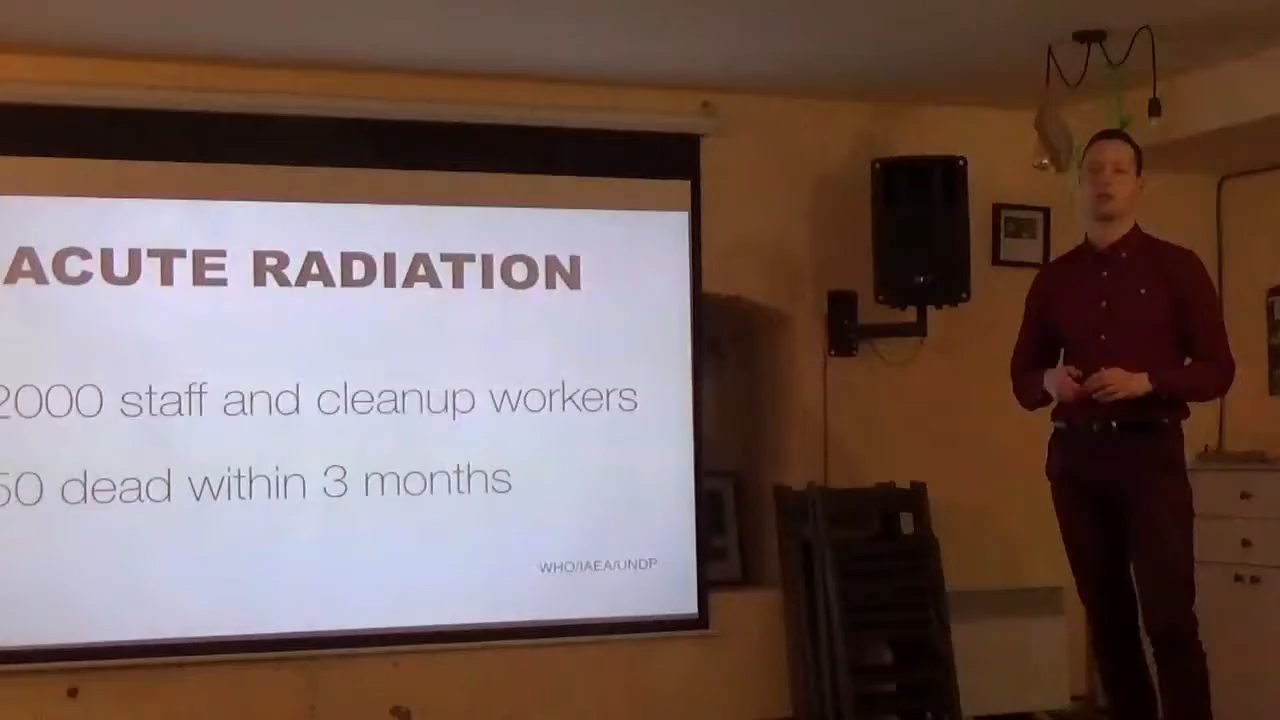 ACUTE RADIATION
2000 staff and cleanup workers
50 dead within 3 months
WHO/IAEA/UNDP